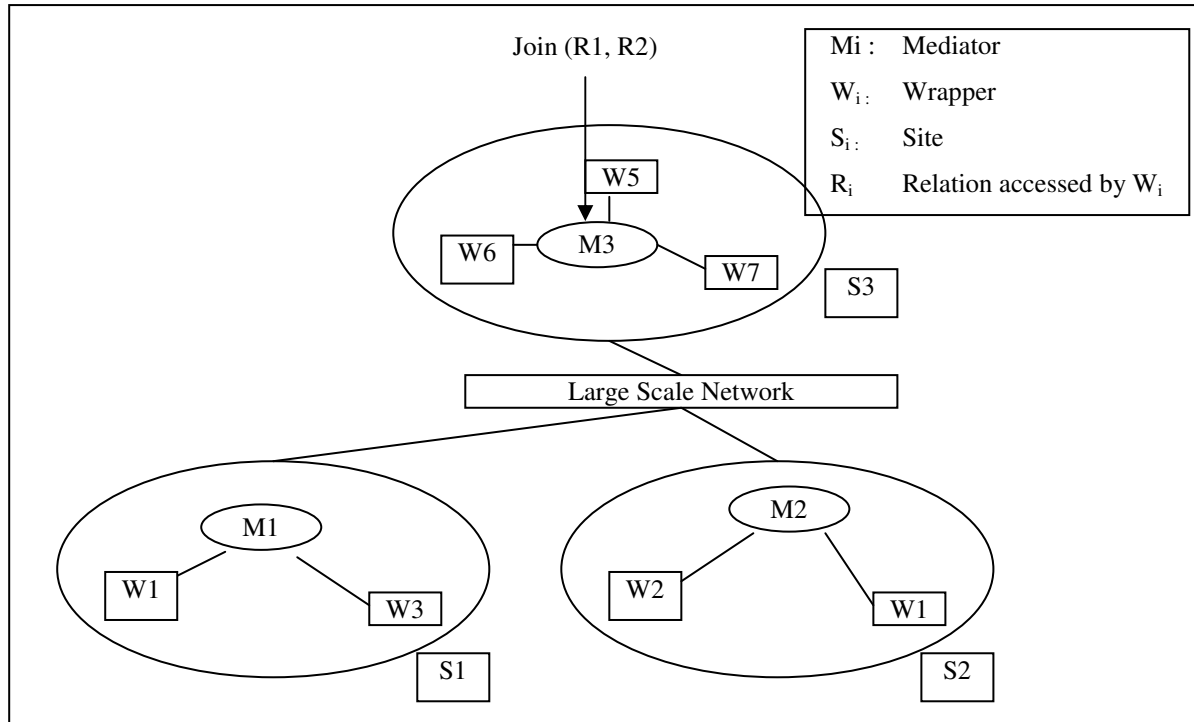 Join (R1, R2)
Mi : Mediator
Wi : Wrapper
Si : Site
Ri Relation accessed by Wi
W5
M3
W6
W7
S3
Large Scale Network
M1
W1
W3
S1
M2
W2
W1
S2